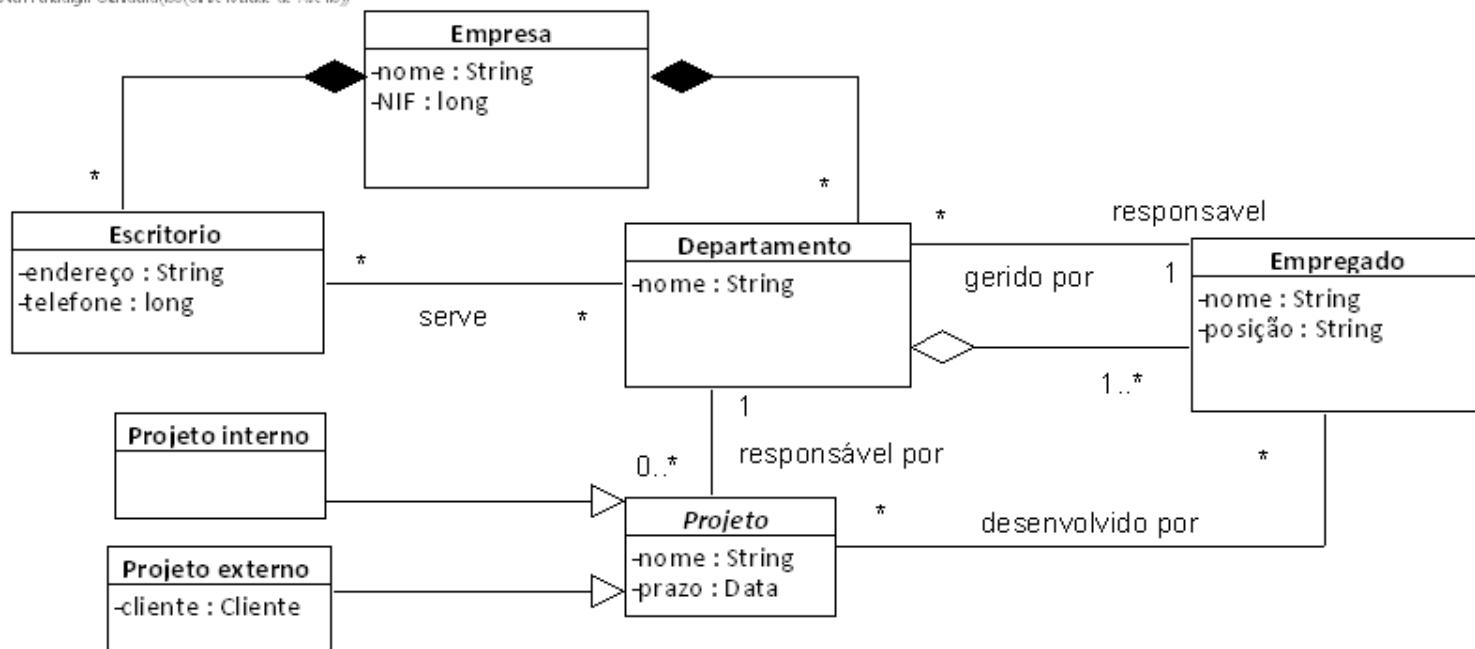 Empresa
-nome : String
-NIF : long
*
*
Escritorio
-endereço : String
-telefone : long
*
serve
*
Departamento
-nome : String
*
responsavel
gerido por
1
Empregado
-nome : String
-posição : String
1..*
1
responsável por
0..*
Projeto interno
Projeto externo
-cliente : Cliente
Projeto
-nome : String
-prazo : Data
*
desenvolvido por
*